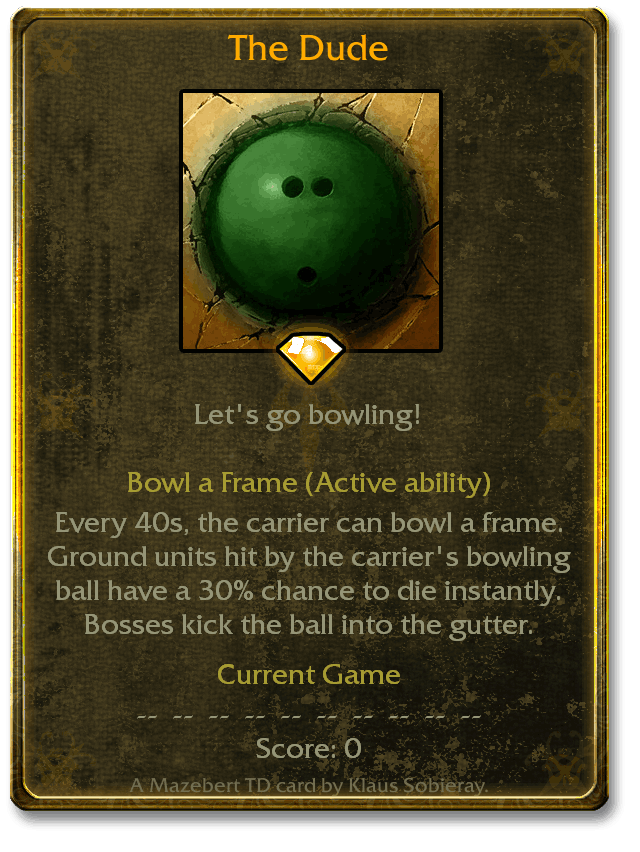 The Dude
Let's go bowling!
Bowl a Frame (Active ability)
Every 40s, the carrier can bowl a frame.
Ground units hit by the carrier's bowling
ball have a 30% chance to die instantly.
Bosses kick the ball into the gutter.
Current Game
-- -- -- -- -- -- -- -- -- --
Score: 0
A Mazebert TD card by Klaus Sobieray.